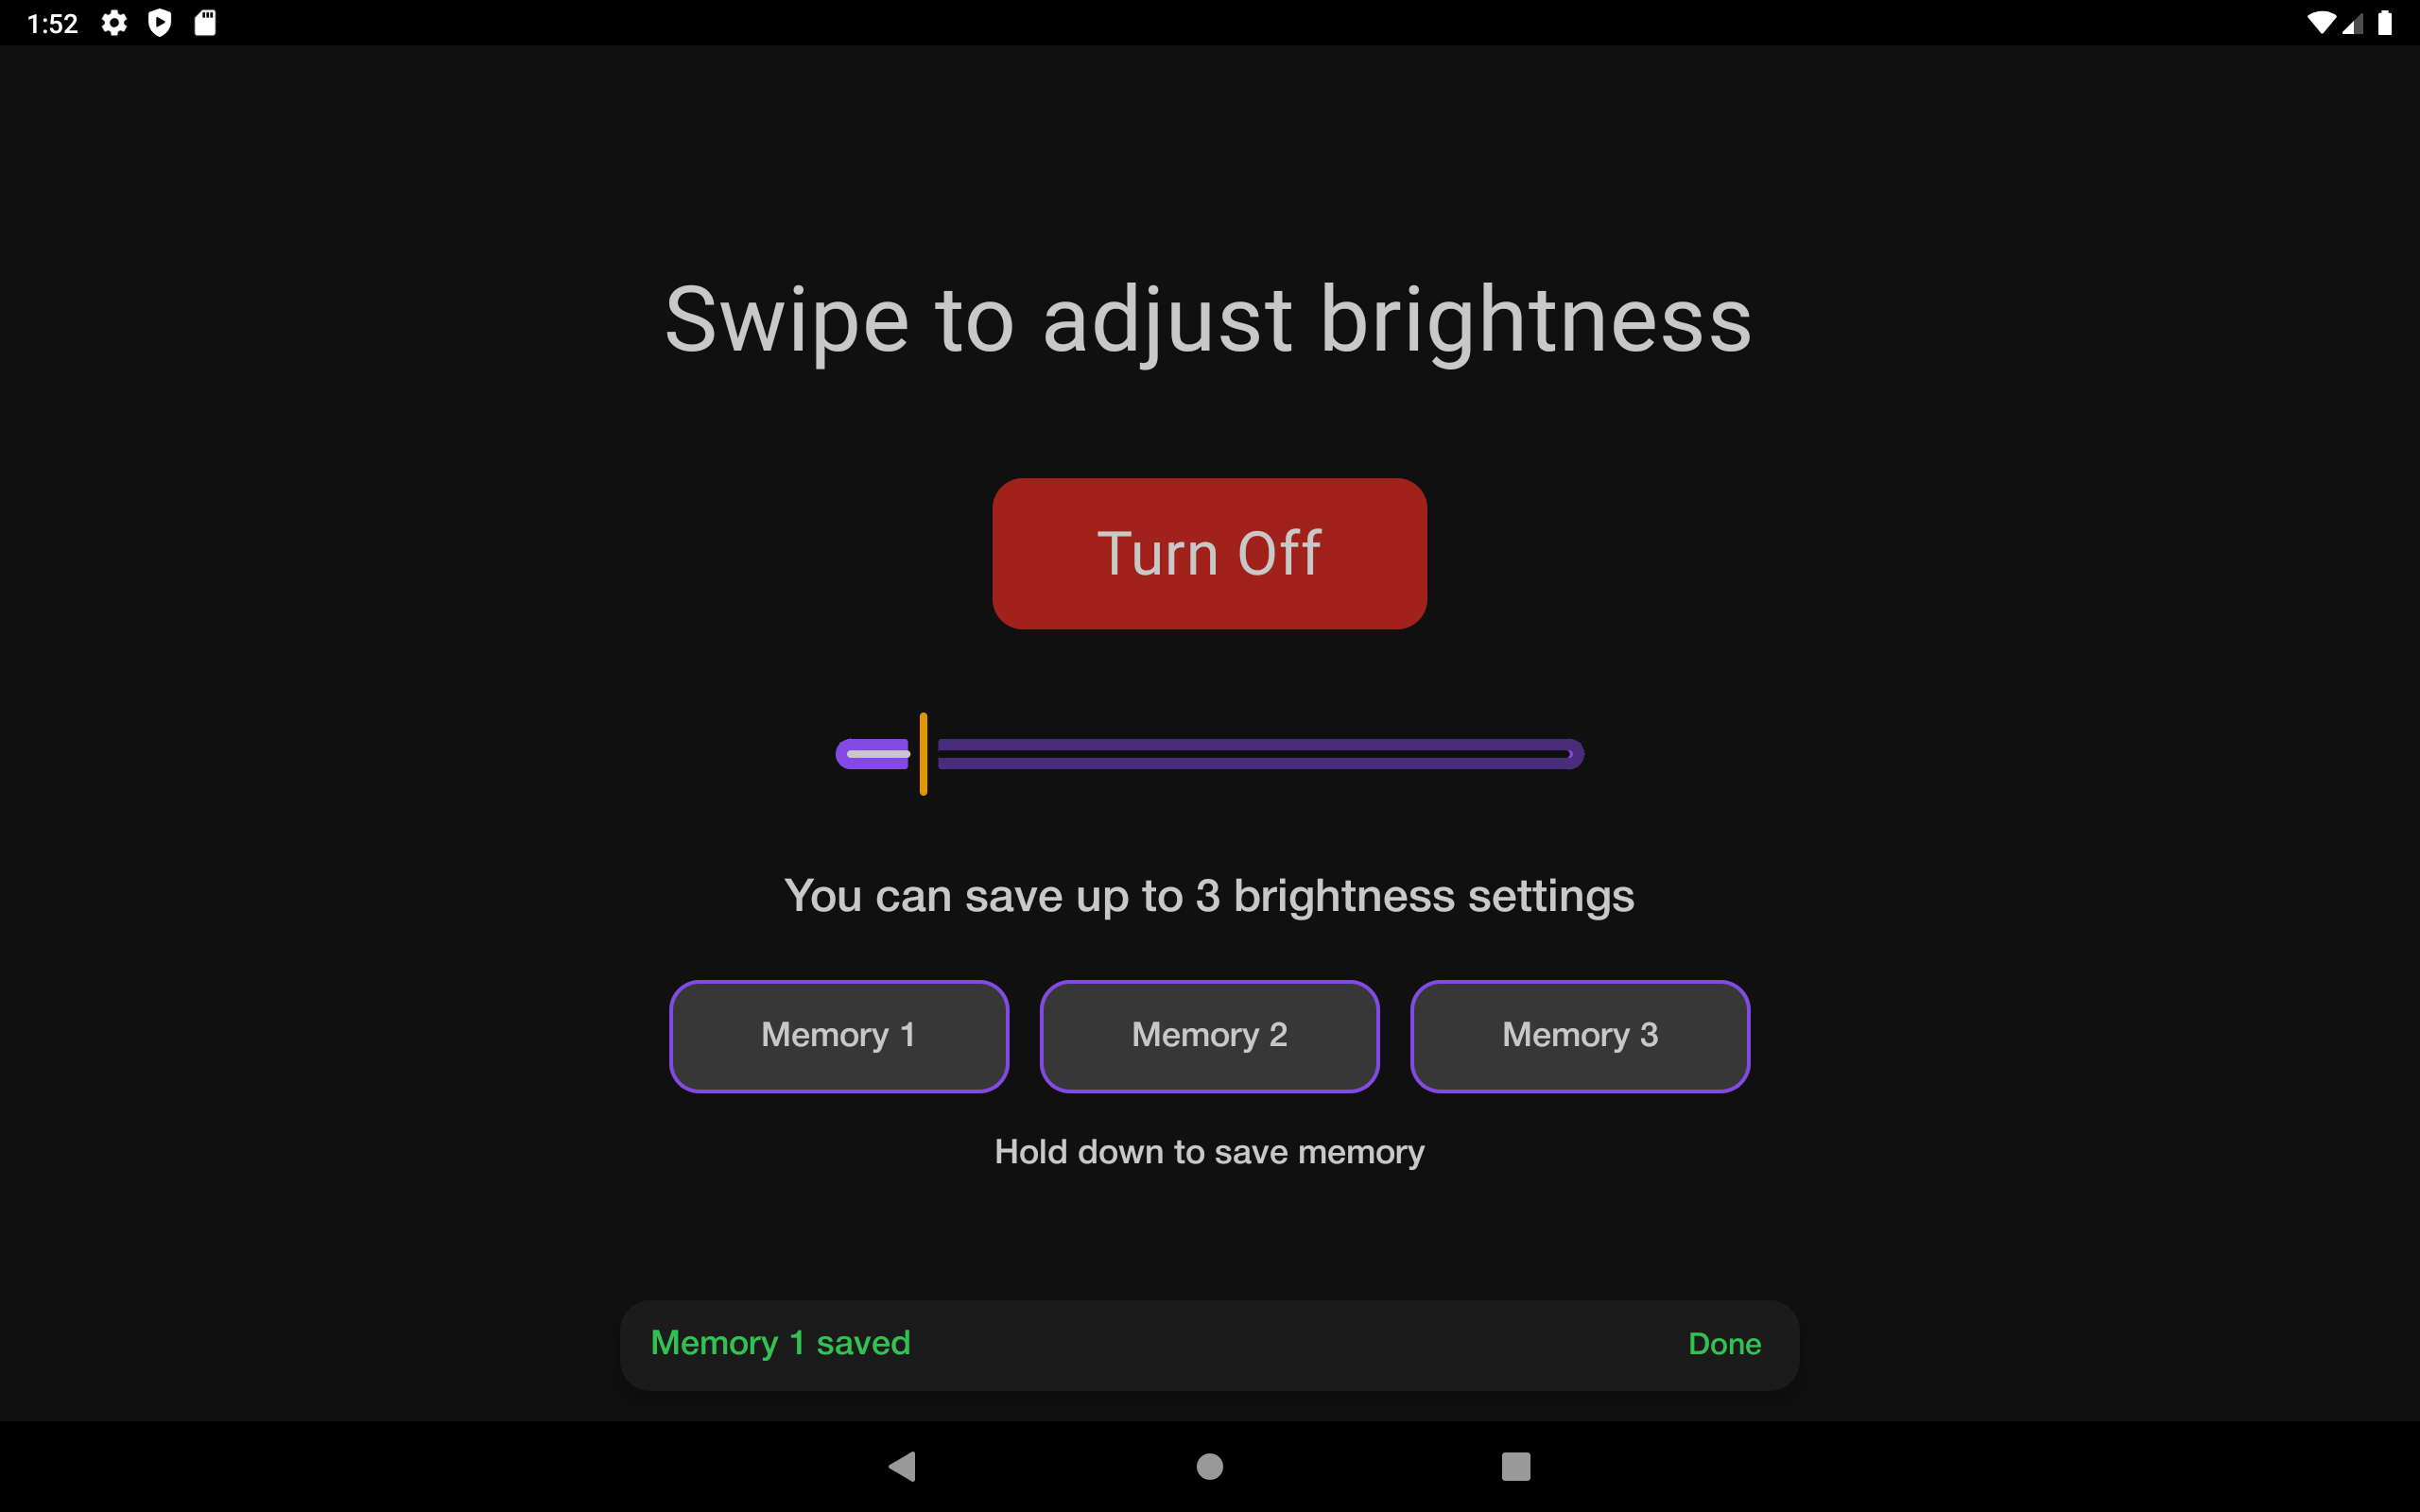 1:52
Swipe to adjust brightness
Turn Off
You can save up to 3 brightness settings
Memory 1 Memory 2 Memory 3
Hold down to save memory
Memory 1 saved Done